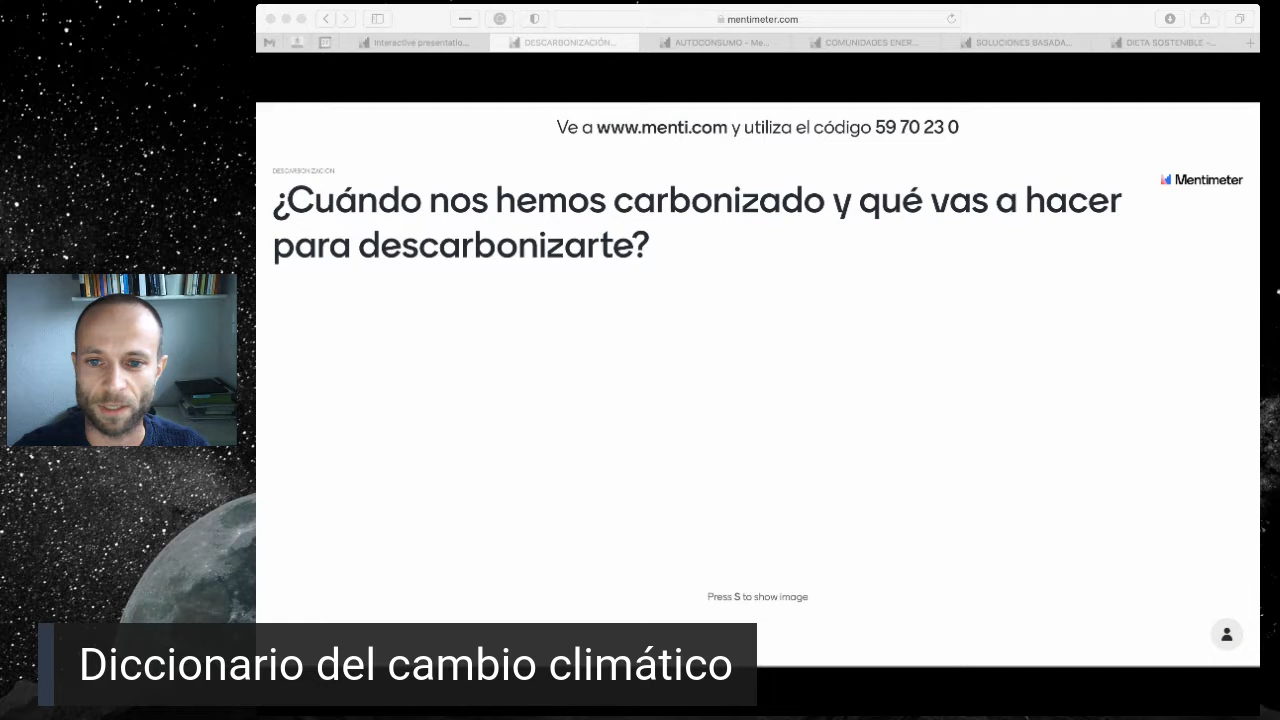 mentimeter.com
Interactive presentatio...
DESCARBONIZACIÓN...
AUTOCONSUMO - Me...
COMUNIDADES ENER...
SOLUCIONES BASADA...
DIETA SOSTENIBLE -...
Ve a www.menti.com y utiliza el código 59 70 23 0
DESCARBONIZACIÓN
Mentimeter
¿Cuándo nos hemos carbonizado y qué vas a hacer
para descarbonizarte?
Press S to show image
Diccionario del cambio climático